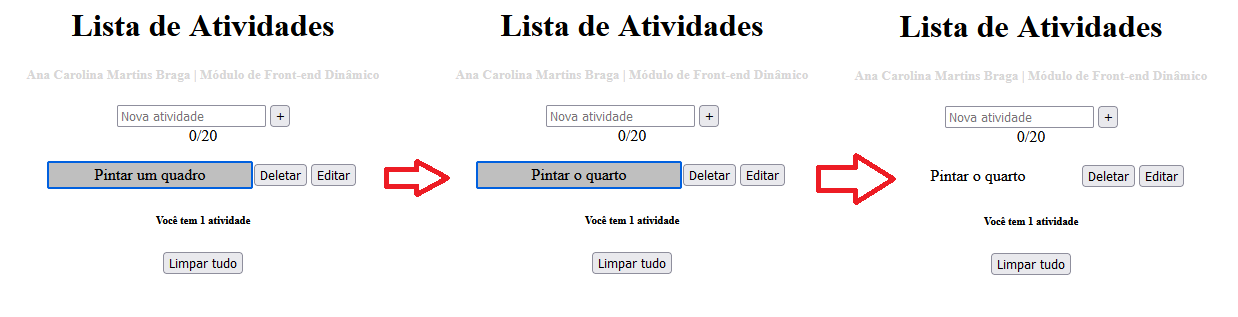 Lista de Atividades
Ana Carolina Martins Braga | Módulo de Front-end Dinâmico
Nova atividade +
0/20
Pintar um quadro Deletar Editar
Você tem 1 atividade
Limpar tudo
Lista de Atividades
Ana Carolina Martins Braga | Módulo de Front-end Dinâmico
Nova atividade +
0/20
Pintar o quarto Deletar Editar
Você tem 1 atividade
Limpar tudo
Lista de Atividades
Ana Carolina Martins Braga | Módulo de Front-end Dinâmico
Nova atividade +
0/20
Pintar o quarto Deletar Editar
Você tem 1 atividade
Limpar tudo